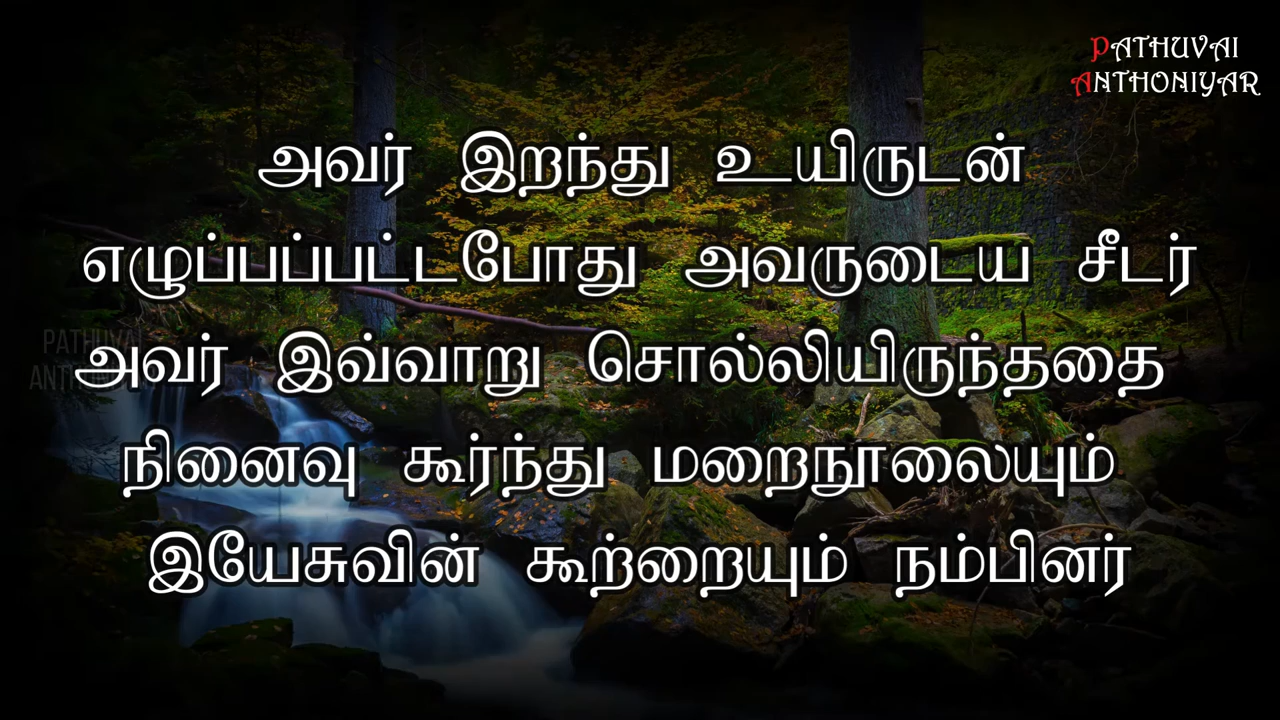 PATHUVAI
ANTHONIYAR
அவர் இறந்து உயிருடன்
எழுப்பப்பட்டபோது அவருடைய சீடர்
PATHUVAI
அவர் இவ்வாறு சொல்லியிருந்ததை
நினைவு கூர்ந்து மறைநூலையும்
இயேசுவின் கூற்றையும் நம்பினர்